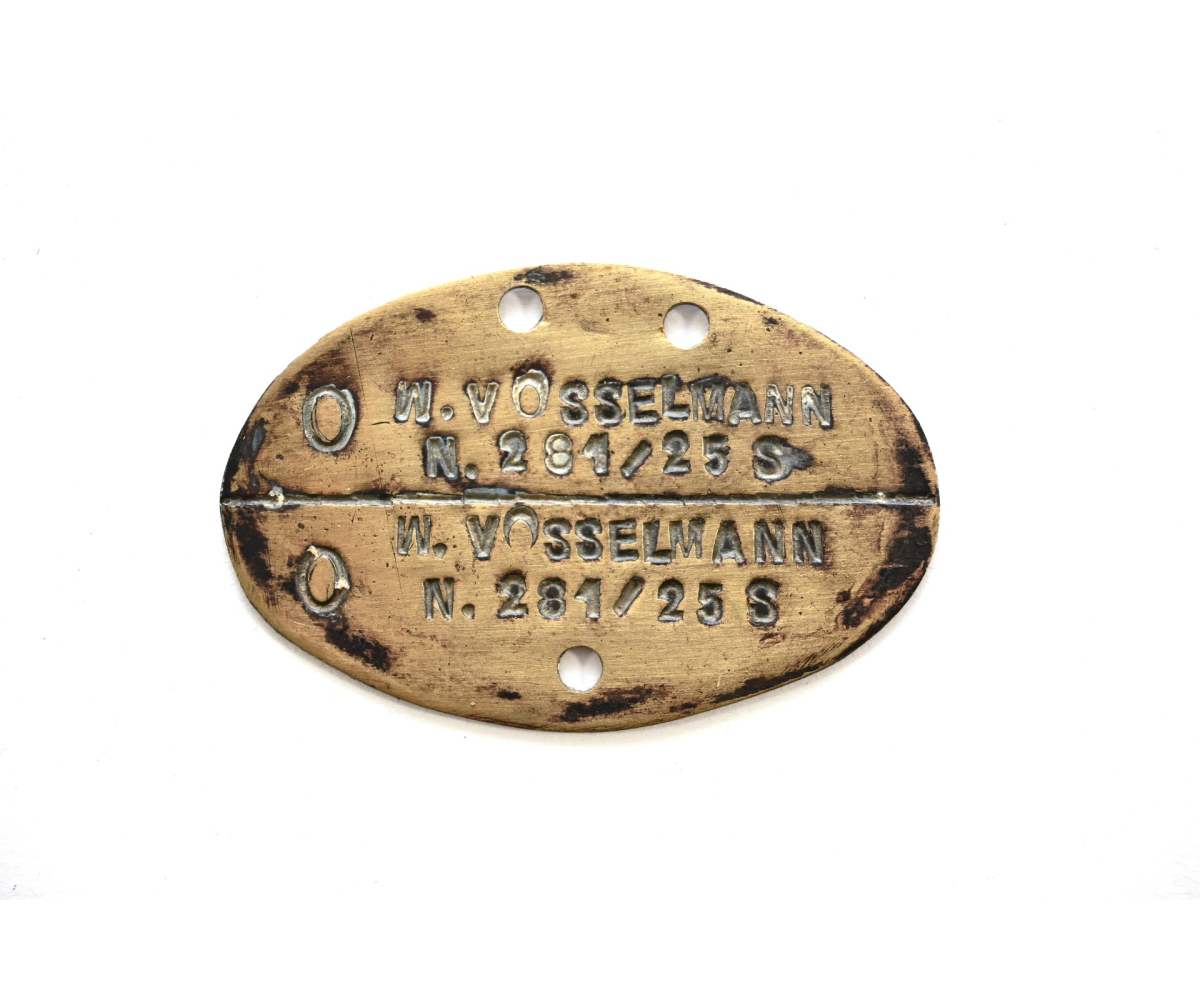 O W. VOSSELMANN
N. 281/25 S
O W. VOSSELMANN
N. 281/25 S